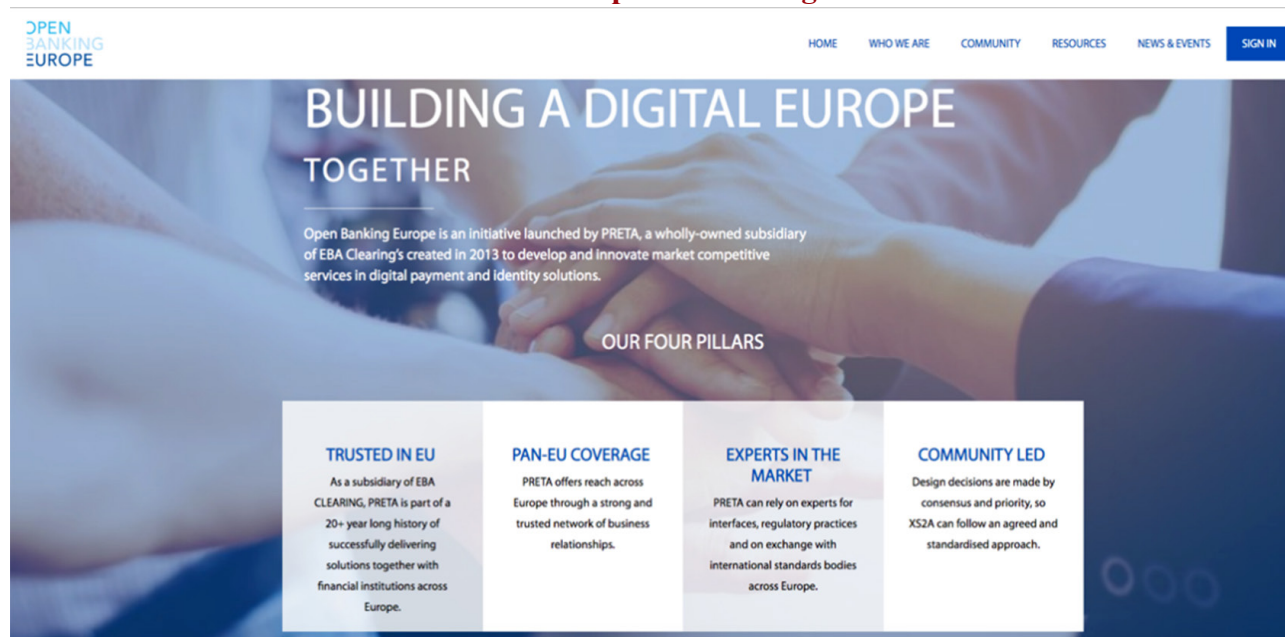 OPEN
BANKING
EUROPE
HOME WHO WE ARE COMMUNITY RESOURCES NEWS & EVENTS SIGN IN
BUILDING A DIGITAL EUROPE
TOGETHER
Open Banking Europe is an initiative launched by PRETA, a wholly-owned subsidiary
of EBA Clearing's created in 2013 to develop and innovate market competitive
services in digital payment and identity solutions.
OUR FOUR PILLARS
TRUSTED IN EU
As a subsidiary of EBA
CLEARING, PRETA is part of a
20+ year long history of
successfully delivering
solutions together with
financial institutions across
Europe.
PAN-EU COVERAGE
PRETA offers reach across
Europe through a strong and
trusted network of business
relationships.
EXPERTS IN THE
MARKET
PRETA can rely on experts for
interfaces, regulatory practices
and on exchange with
international standards bodies
across Europe.
COMMUNITY LED
Design decisions are made by
consensus and priority, so
XS2A can follow an agreed and
standardised approach.